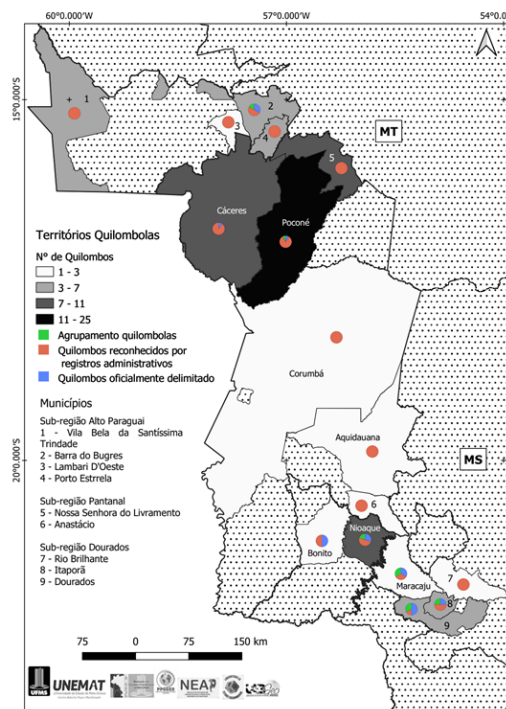 60°0.000'S
57°0.000'S
54°0.0
15°0.000'S
20°0.000'S
MT
MS
1
2
3
4
5
Cáceres
Poconé
Corumbá
Aquidauana
6
Nioaque
Bonito
Maracaju
7
8
9
Territórios Quilombolas
Nº de Quilombos
1 - 3
3 - 7
7 - 11
11 - 25
Agrupamento quilombolas
Quilombos reconhecidos por
registros administrativos
Quilombos oficialmente delimitado
Municípios
Sub-região Alto Paraguai
1 - Vila Bela da Santíssima
Trindade
2 - Barra do Bugres
3 - Lambari D'Oeste
4 - Porto Estrrela
Sub-região Pantanal
5 - Nossa Senhora do Livramento
6 - Anastácio
Sub-região Dourados
7 - Rio Brilhante
8 - Itaporã
9 - Dourados
75 0 75 150 km
UFMS
UNEMAT
NEAP